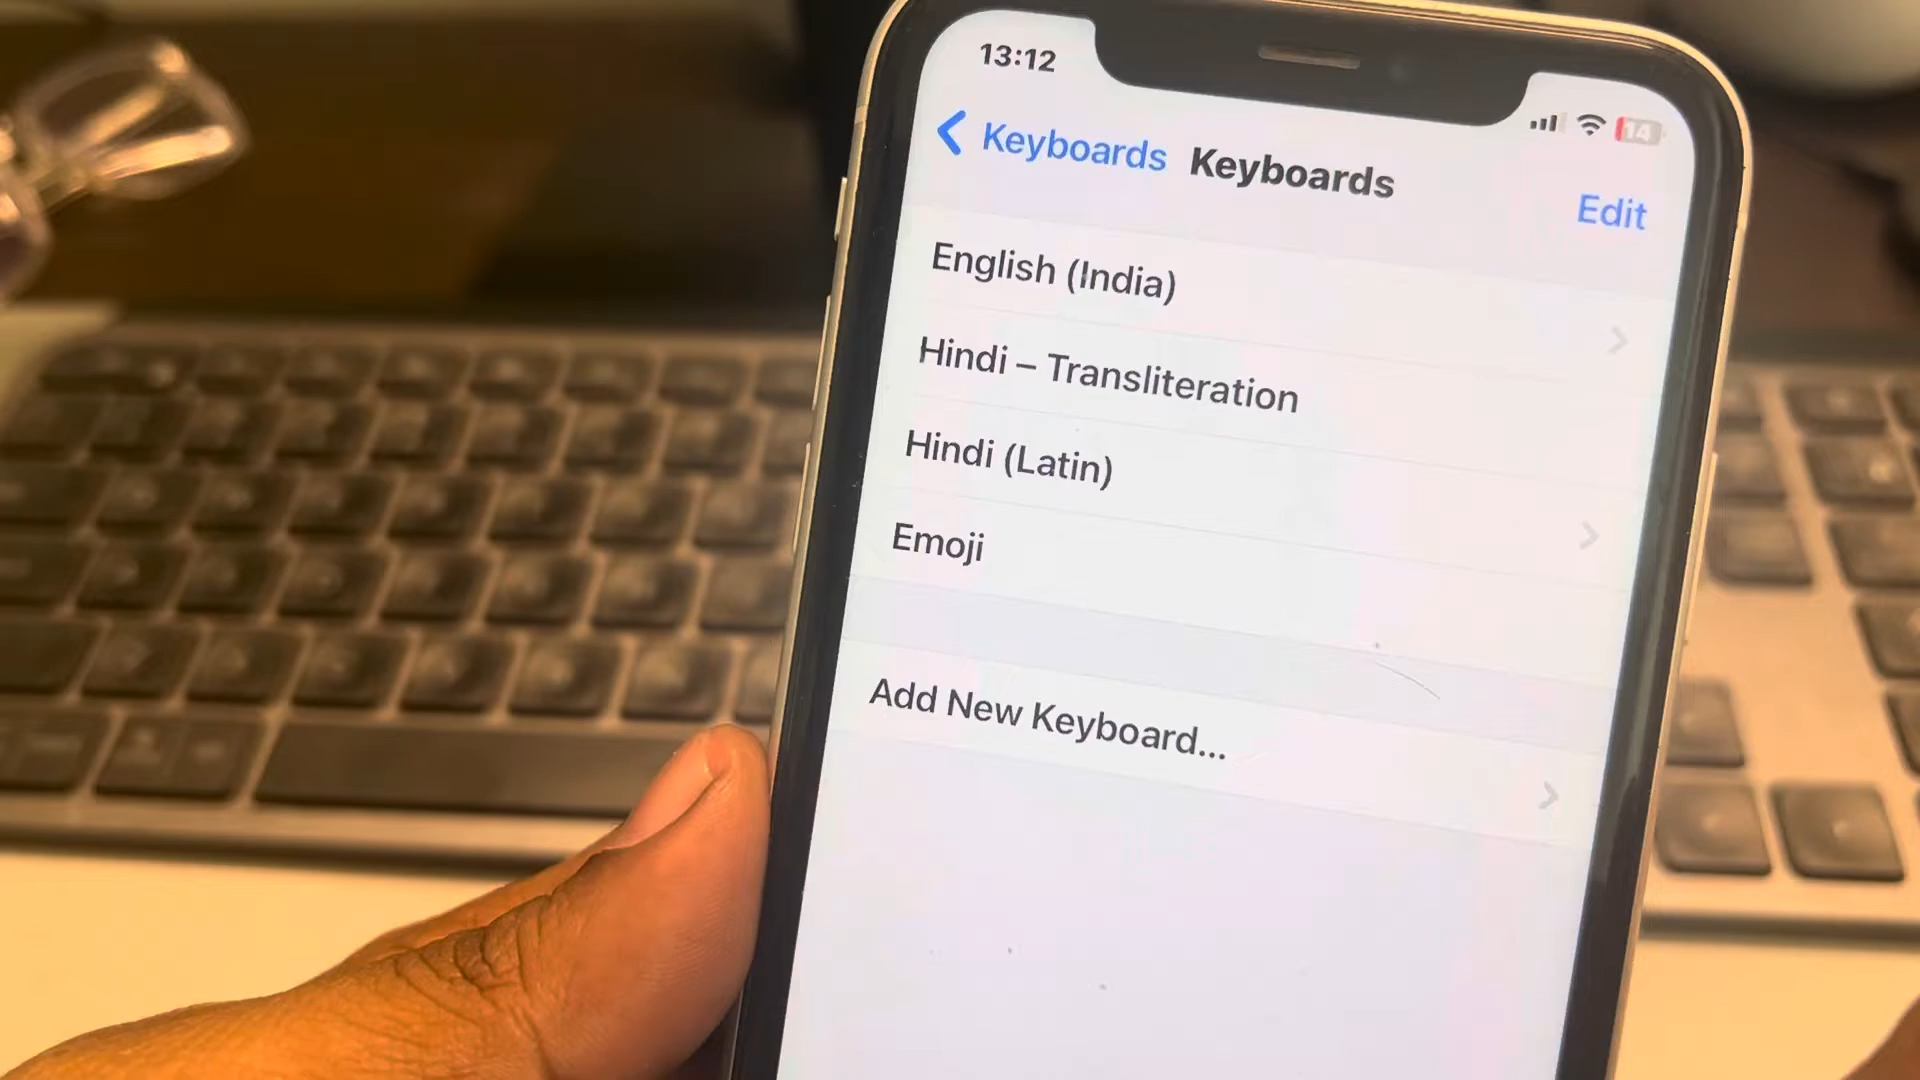 13:12
14
Keyboards
Keyboards
Edit
English (India)
Hindi – Transliteration
Hindi (Latin)
Emoji
Add New Keyboard...